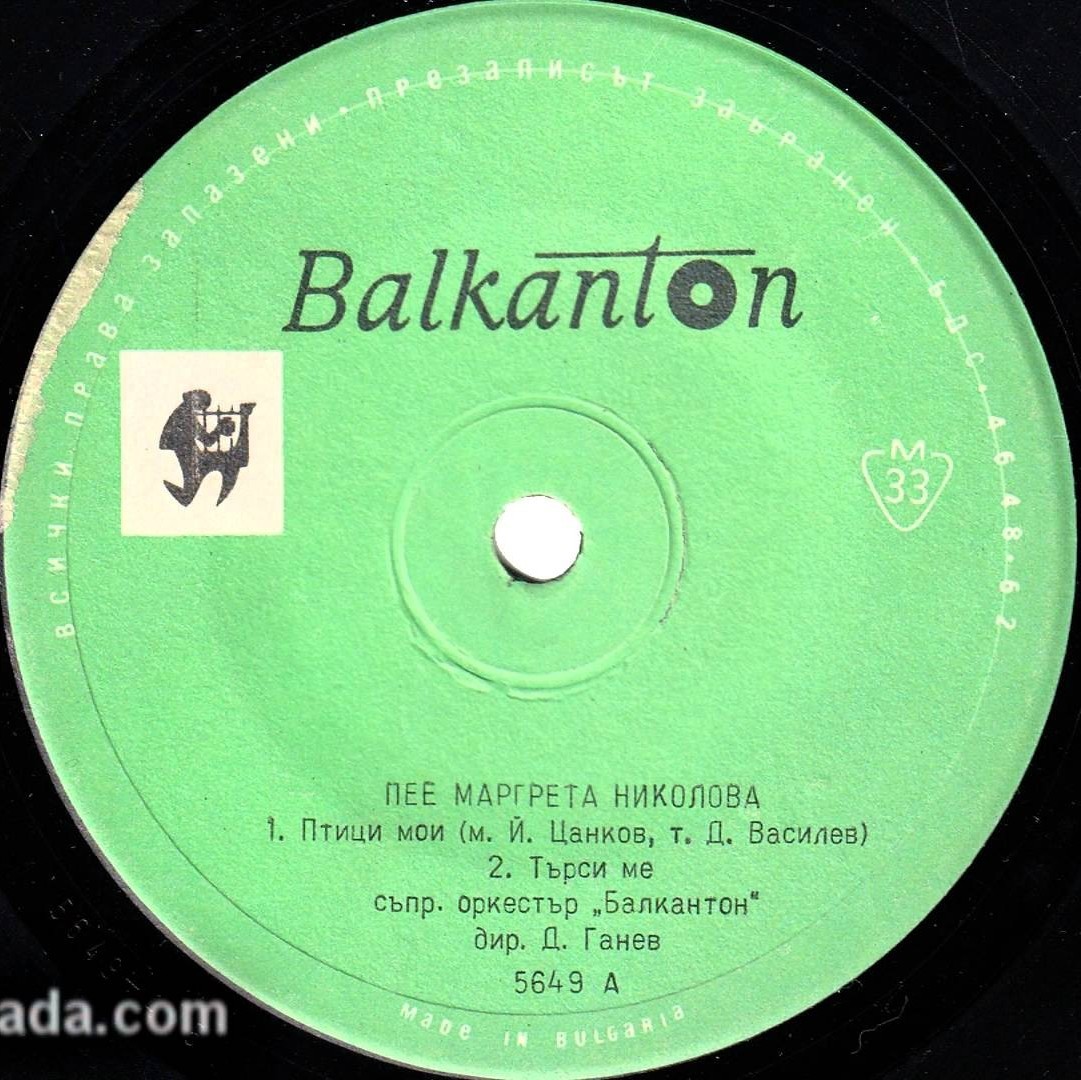 всички права запазени · презаписът забранен · БДС · 4648-62
Balkanton
M
33
ПЕЕ МАРГРЕТА НИКОЛОВА
1. Птици мои (м. Й. Цанков, т. Д. Василев)
2. Търси ме
съпр. оркестър „Балкантон“
дир. Д. Ганев
5649 А
MADE IN BULGARIA
ada.com